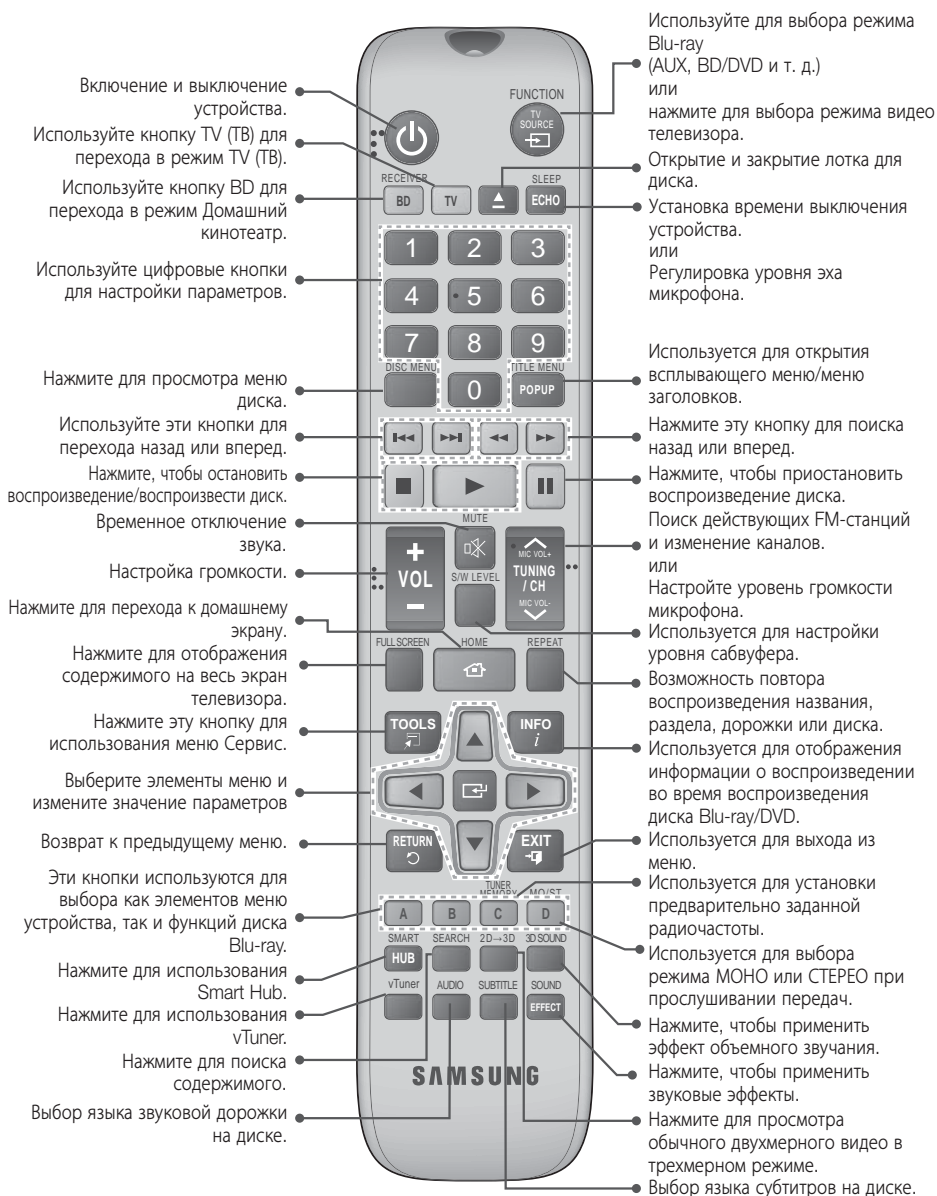 Включение и выключение
устройства.
Используйте кнопку TV (ТВ) для
перехода в режим TV (ТВ).
Используйте кнопку BD для
перехода в режим Домашний
кинотеатр.
Используйте цифровые кнопки
для настройки параметров.
Нажмите для просмотра меню
диска.
Используйте эти кнопки для
перехода назад или вперед.
Нажмите, чтобы остановить
воспроизведение/воспроизвести диск.
Временное отключение
звука.
Настройка громкости.
Нажмите для перехода к домашнему
экрану.
Нажмите для отображения
содержимого на весь экран
телевизора.
Нажмите эту кнопку для
использования меню Сервис.
Выберите элементы меню и
измените значение параметров
Возврат к предыдущему меню.
Эти кнопки используются для
выбора как элементов меню
устройства, так и функций диска
Blu-ray.
Нажмите для использования
Smart Hub.
Нажмите для использования
vTuner.
Нажмите для поиска
содержимого.
Выбор языка звуковой дорожки
на диске.
FUNCTION
TV
SOURCE
RECEIVER
SLEEP
BD
TV
ECHO
1 2 3
4 5 6
7 8 9
DISC MENU
TITLE MENU
0
POPUP
MUTE
+
VOL
–
MIC VOL+
TUNING
/ CH
MIC VOL-
S/W LEVEL
FULL SCREEN
HOME
REPEAT
TOOLS
INFO
i
RETURN
EXIT
TUNER
MEMORY
MO/ST
A B C D
SMART
SEARCH
2D→3D
3D SOUND
HUB
vTuner
AUDIO
SUBTITLE
SOUND
EFFECT
SAMSUNG
Используйте для выбора режима
Blu-ray
(AUX, BD/DVD и т. д.)
или
нажмите для выбора режима видео
телевизора.
Открытие и закрытие лотка для
диска.
Установка времени выключения
устройства.
или
Регулировка уровня эха
микрофона.
Используется для открытия
всплывающего меню/меню
заголовков.
Нажмите эту кнопку для поиска
назад или вперед.
Нажмите, чтобы приостановить
воспроизведение диска.
Поиск действующих FM-станций
и изменение каналов.
или
Настройте уровень громкости
микрофона.
Используется для настройки
уровня сабвуфера.
Возможность повтора
воспроизведения названия,
раздела, дорожки или диска.
Используется для отображения
информации о воспроизведении
во время воспроизведения
диска Blu-ray/DVD.
Используется для выхода из
меню.
Используется для установки
предварительно заданной
радиочастоты.
Используется для выбора
режима МОНО или СТЕРЕО при
прослушивании передач.
Нажмите, чтобы применить
эффект объемного звучания.
Нажмите, чтобы применить
звуковые эффекты.
Нажмите для просмотра
обычного двухмерного видео в
трехмерном режиме.
Выбор языка субтитров на диске.